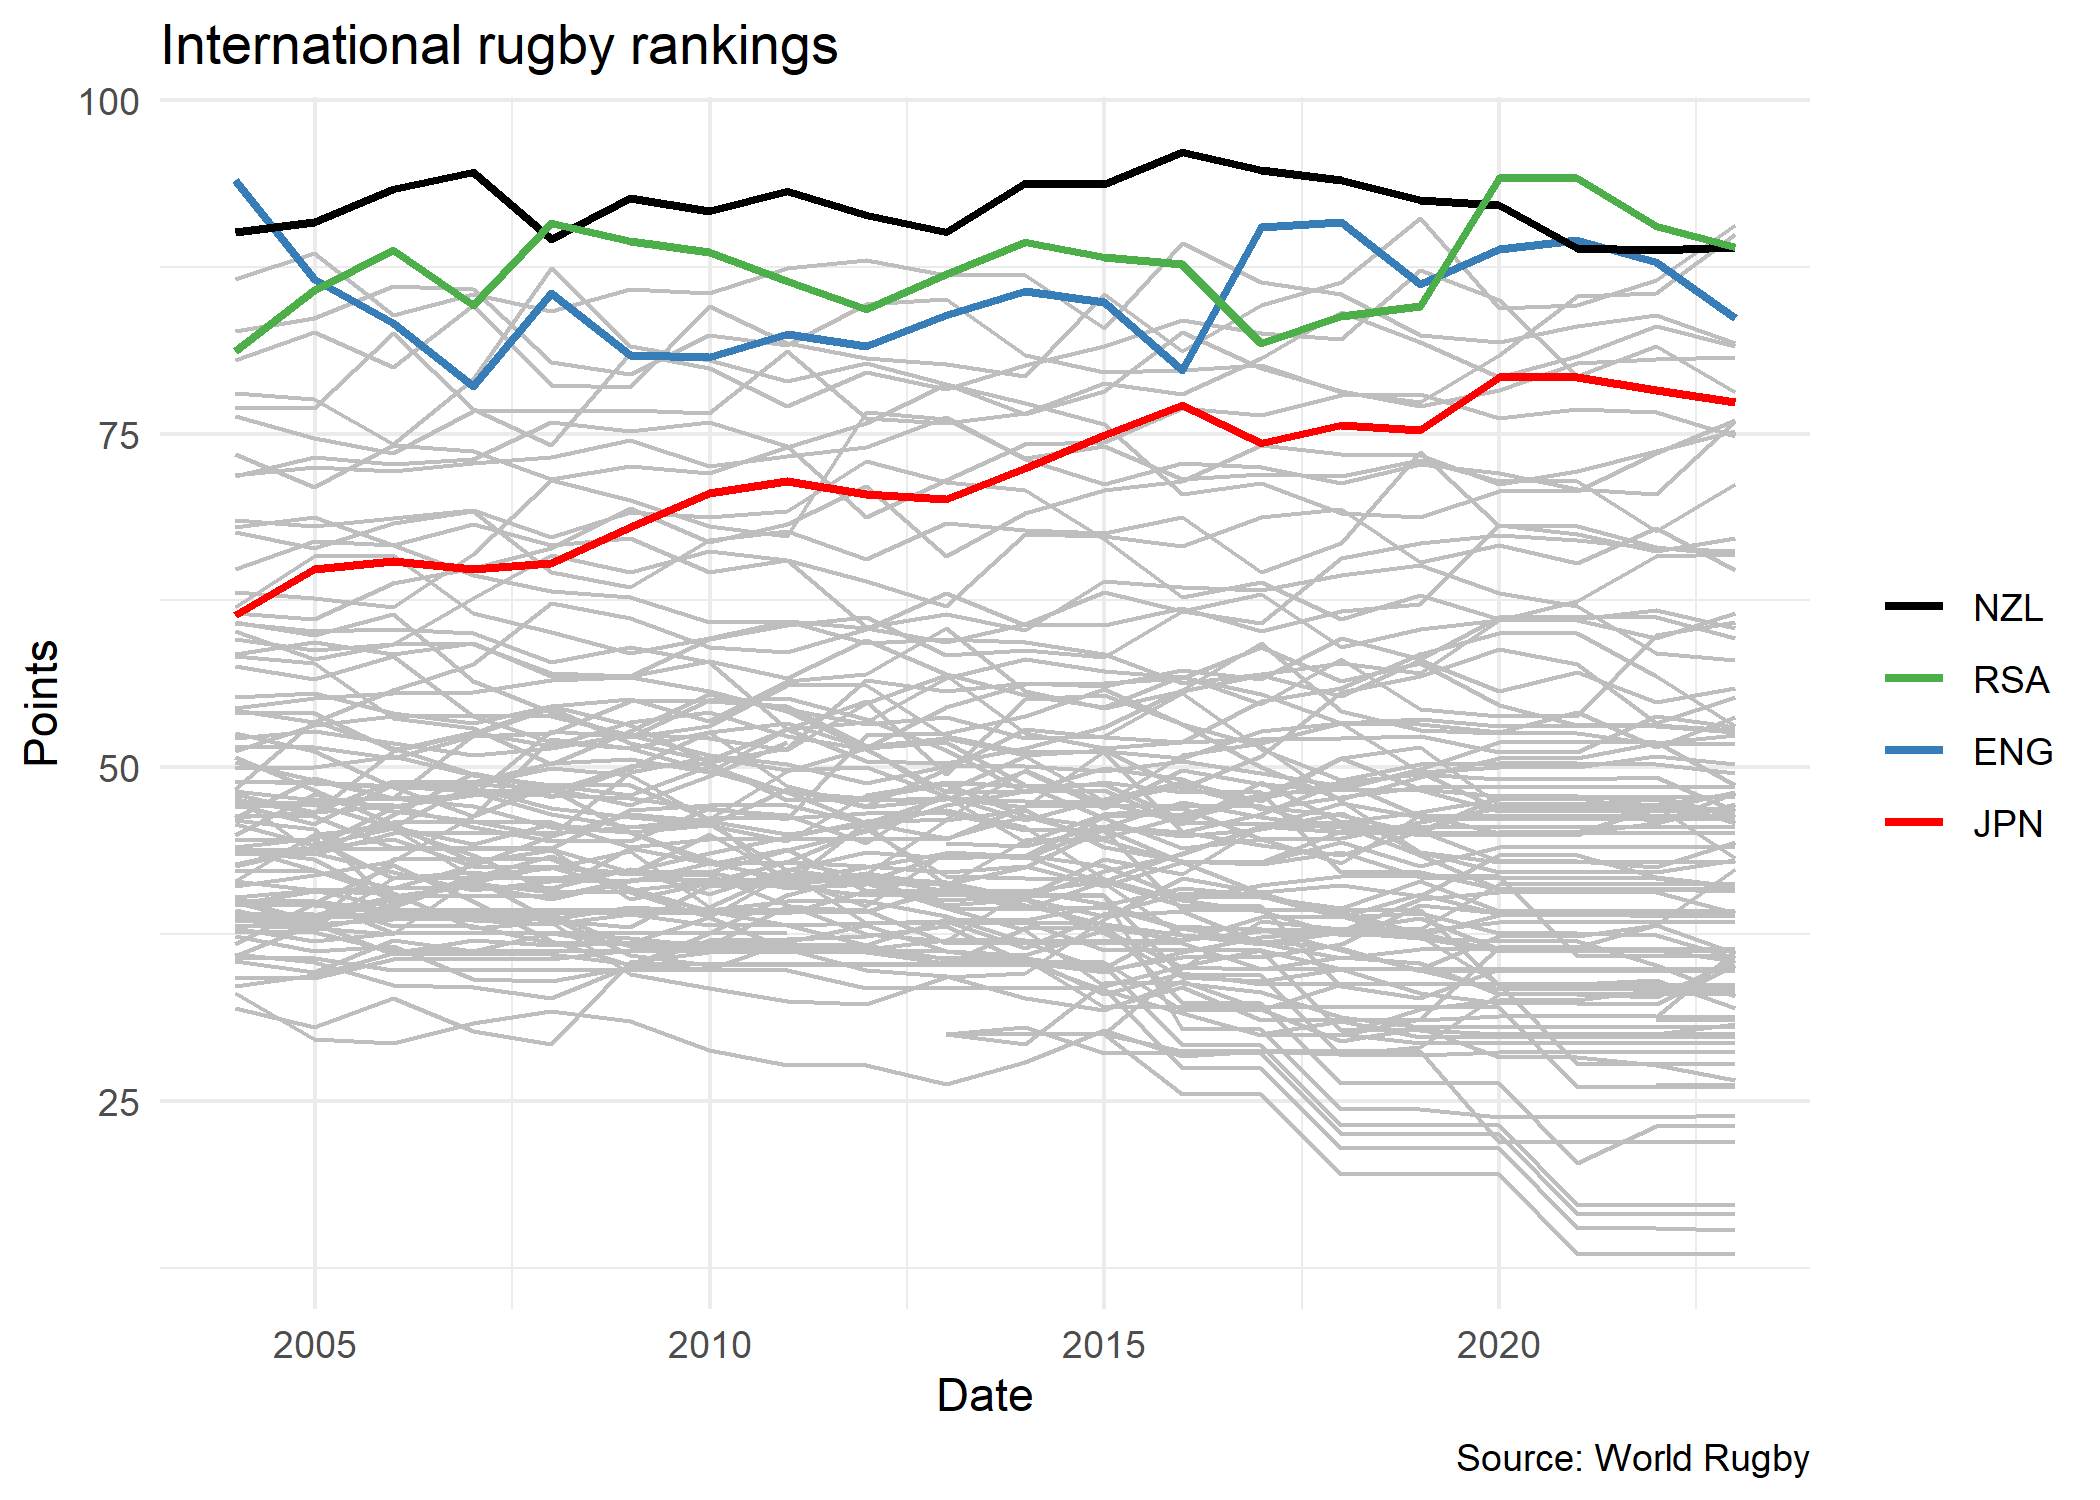 International rugby rankings
100
75
50
25
Points
2005
2010
2015
2020
Date
NZL
RSA
ENG
JPN
Source: World Rugby